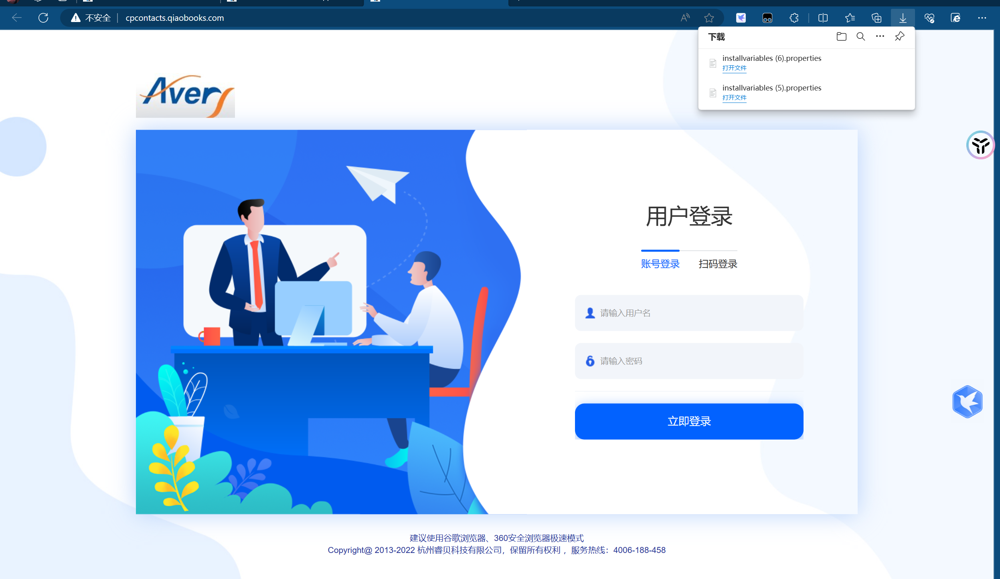 不安全
cpcontacts.qiaobooks.com
下载
installvariables (6).properties
打开文件
installvariables (5).properties
打开文件
Avers
用户登录
账号登录
扫码登录
请输入用户名
请输入密码
立即登录
建议使用谷歌浏览器、360安全浏览器极速模式
Copyright@ 2013-2022 杭州睿贝科技有限公司，保留所有权利 ，服务热线：4006-188-458